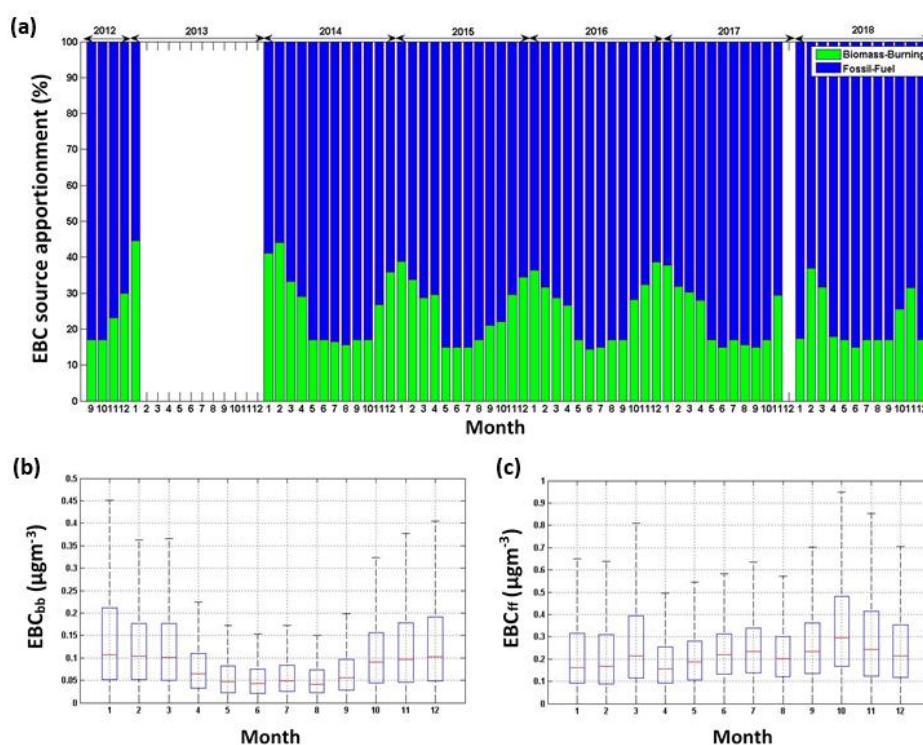 (a)
2012 2013 2014 2015 2016 2017 2018
Biomass-Burning
Fossil-Fuel
EBC source apportionment (%)
100
90
80
70
60
50
40
30
20
10
0
9 10 11 12 1 2 3 4 5 6 7 8 9 10 11 12 1 2 3 4 5 6 7 8 9 10 11 12 1 2 3 4 5 6 7 8 9 10 11 12 1 2 3 4 5 6 7 8 9 10 11 12 1 2 3 4 5 6 7 8 9 10 11 12 1 2 3 4 5 6 7 8 9 10 11 12
Month
(b)
EBCbb (µgm-3)
0.5
0.45
0.4
0.35
0.3
0.25
0.2
0.15
0.1
0.05
0
1 2 3 4 5 6 7 8 9 10 11 12
Month
(c)
EBCff (µgm-3)
1
0.9
0.8
0.7
0.6
0.5
0.4
0.3
0.2
0.1
0
1 2 3 4 5 6 7 8 9 10 11 12
Month